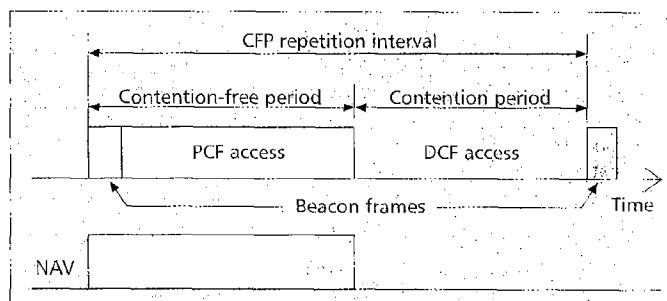 CFP repetition interval
Contention-free period
Contention period
PCF access
DCF access
Beacon frames
Time
NAV